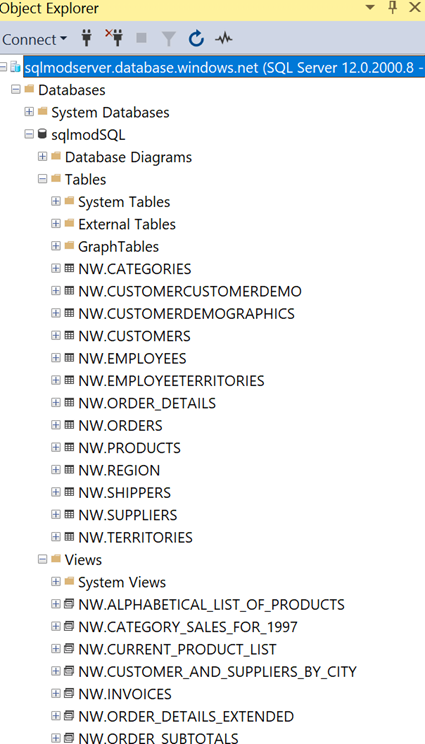 Object Explorer
Connect
sqlmodserver.database.windows.net (SQL Server 12.0.2000.8 -
Databases
System Databases
sqlmodSQL
Database Diagrams
Tables
System Tables
External Tables
GraphTables
NW.CATEGORIES
NW.CUSTOMERCUSTOMERDEMO
NW.CUSTOMERDEMOGRAPHICS
NW.CUSTOMERS
NW.EMPLOYEES
NW.EMPLOYEETERRITORIES
NW.ORDER_DETAILS
NW.ORDERS
NW.PRODUCTS
NW.REGION
NW.SHIPPERS
NW.SUPPLIERS
NW.TERRITORIES
Views
System Views
NW.ALPHABETICAL_LIST_OF_PRODUCTS
NW.CATEGORY_SALES_FOR_1997
NW.CURRENT_PRODUCT_LIST
NW.CUSTOMER_AND_SUPPLIERS_BY_CITY
NW.INVOICES
NW.ORDER_DETAILS_EXTENDED
NW.ORDER_SUBTOTALS